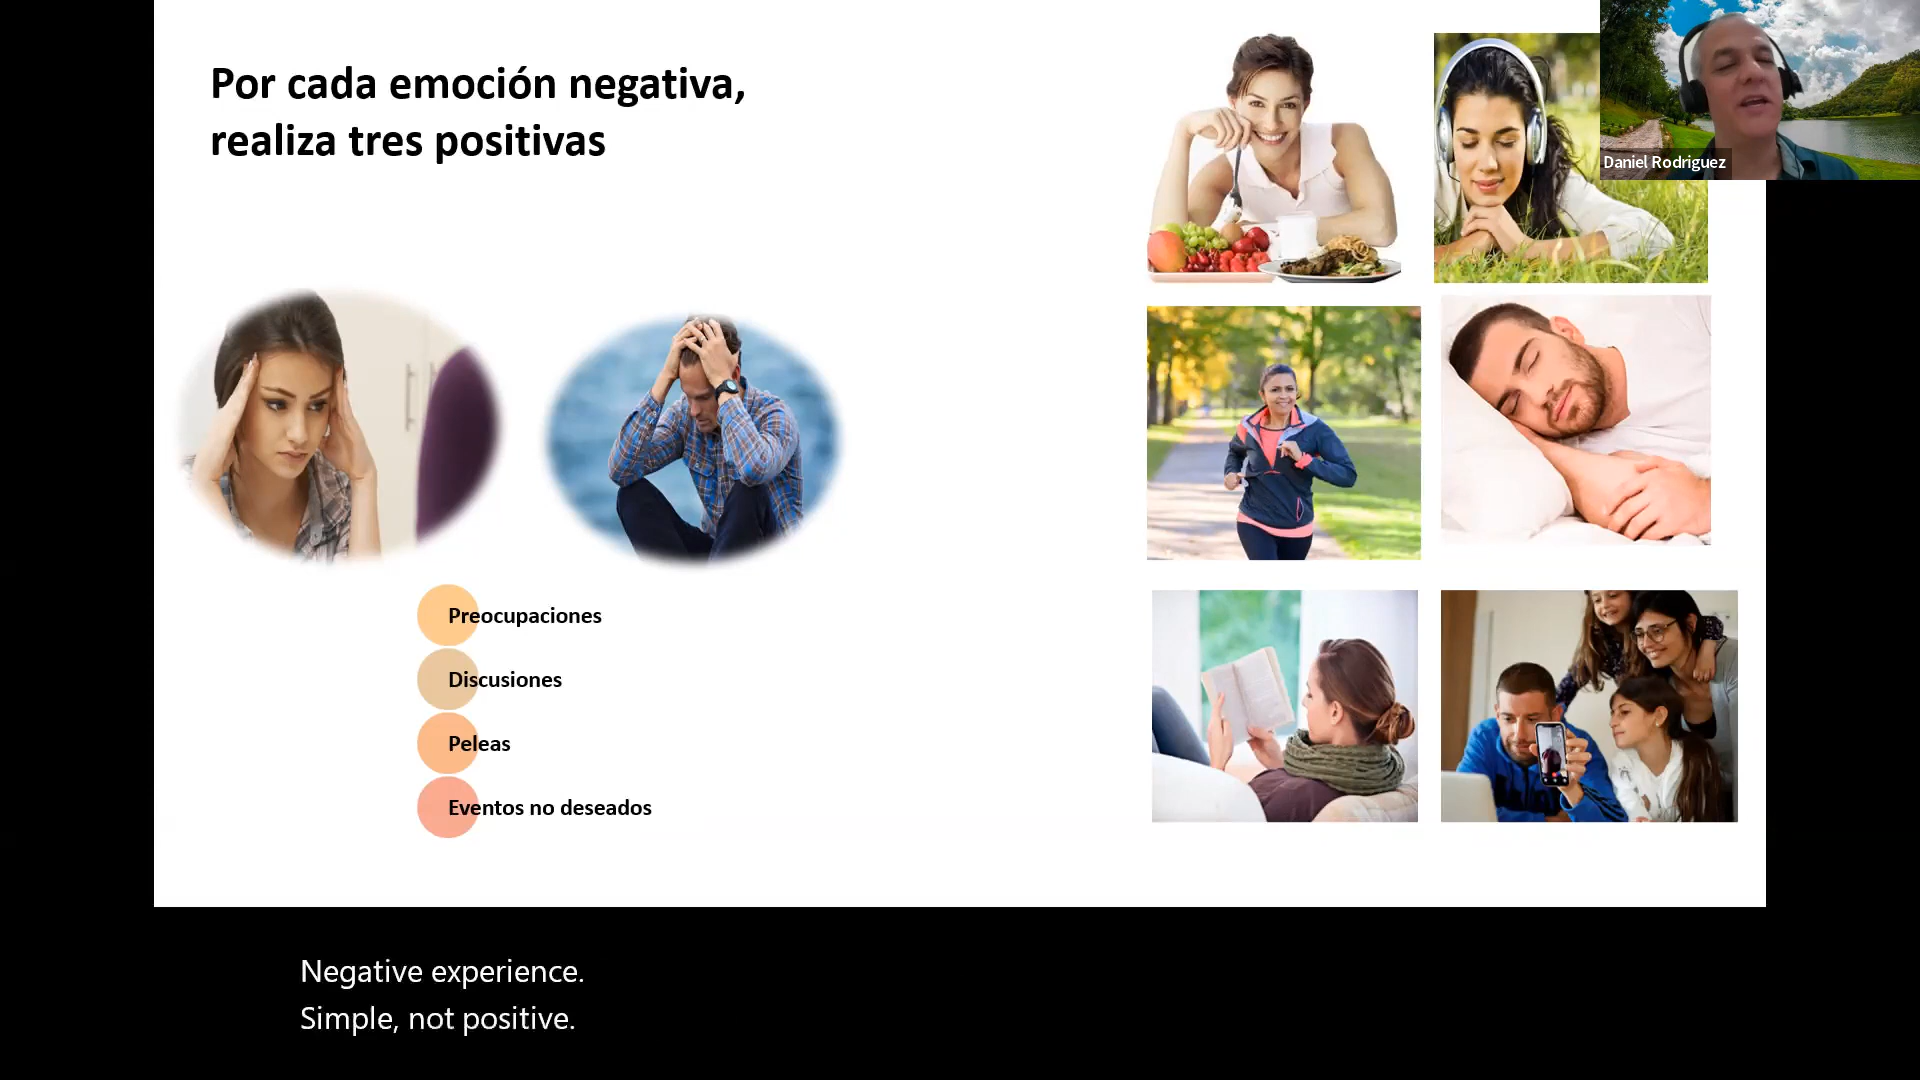 Por cada emoción negativa,
realiza tres positivas
Daniel Rodriguez
Preocupaciones
Discusiones
Peleas
Eventos no deseados
Negative experience.
Simple, not positive.